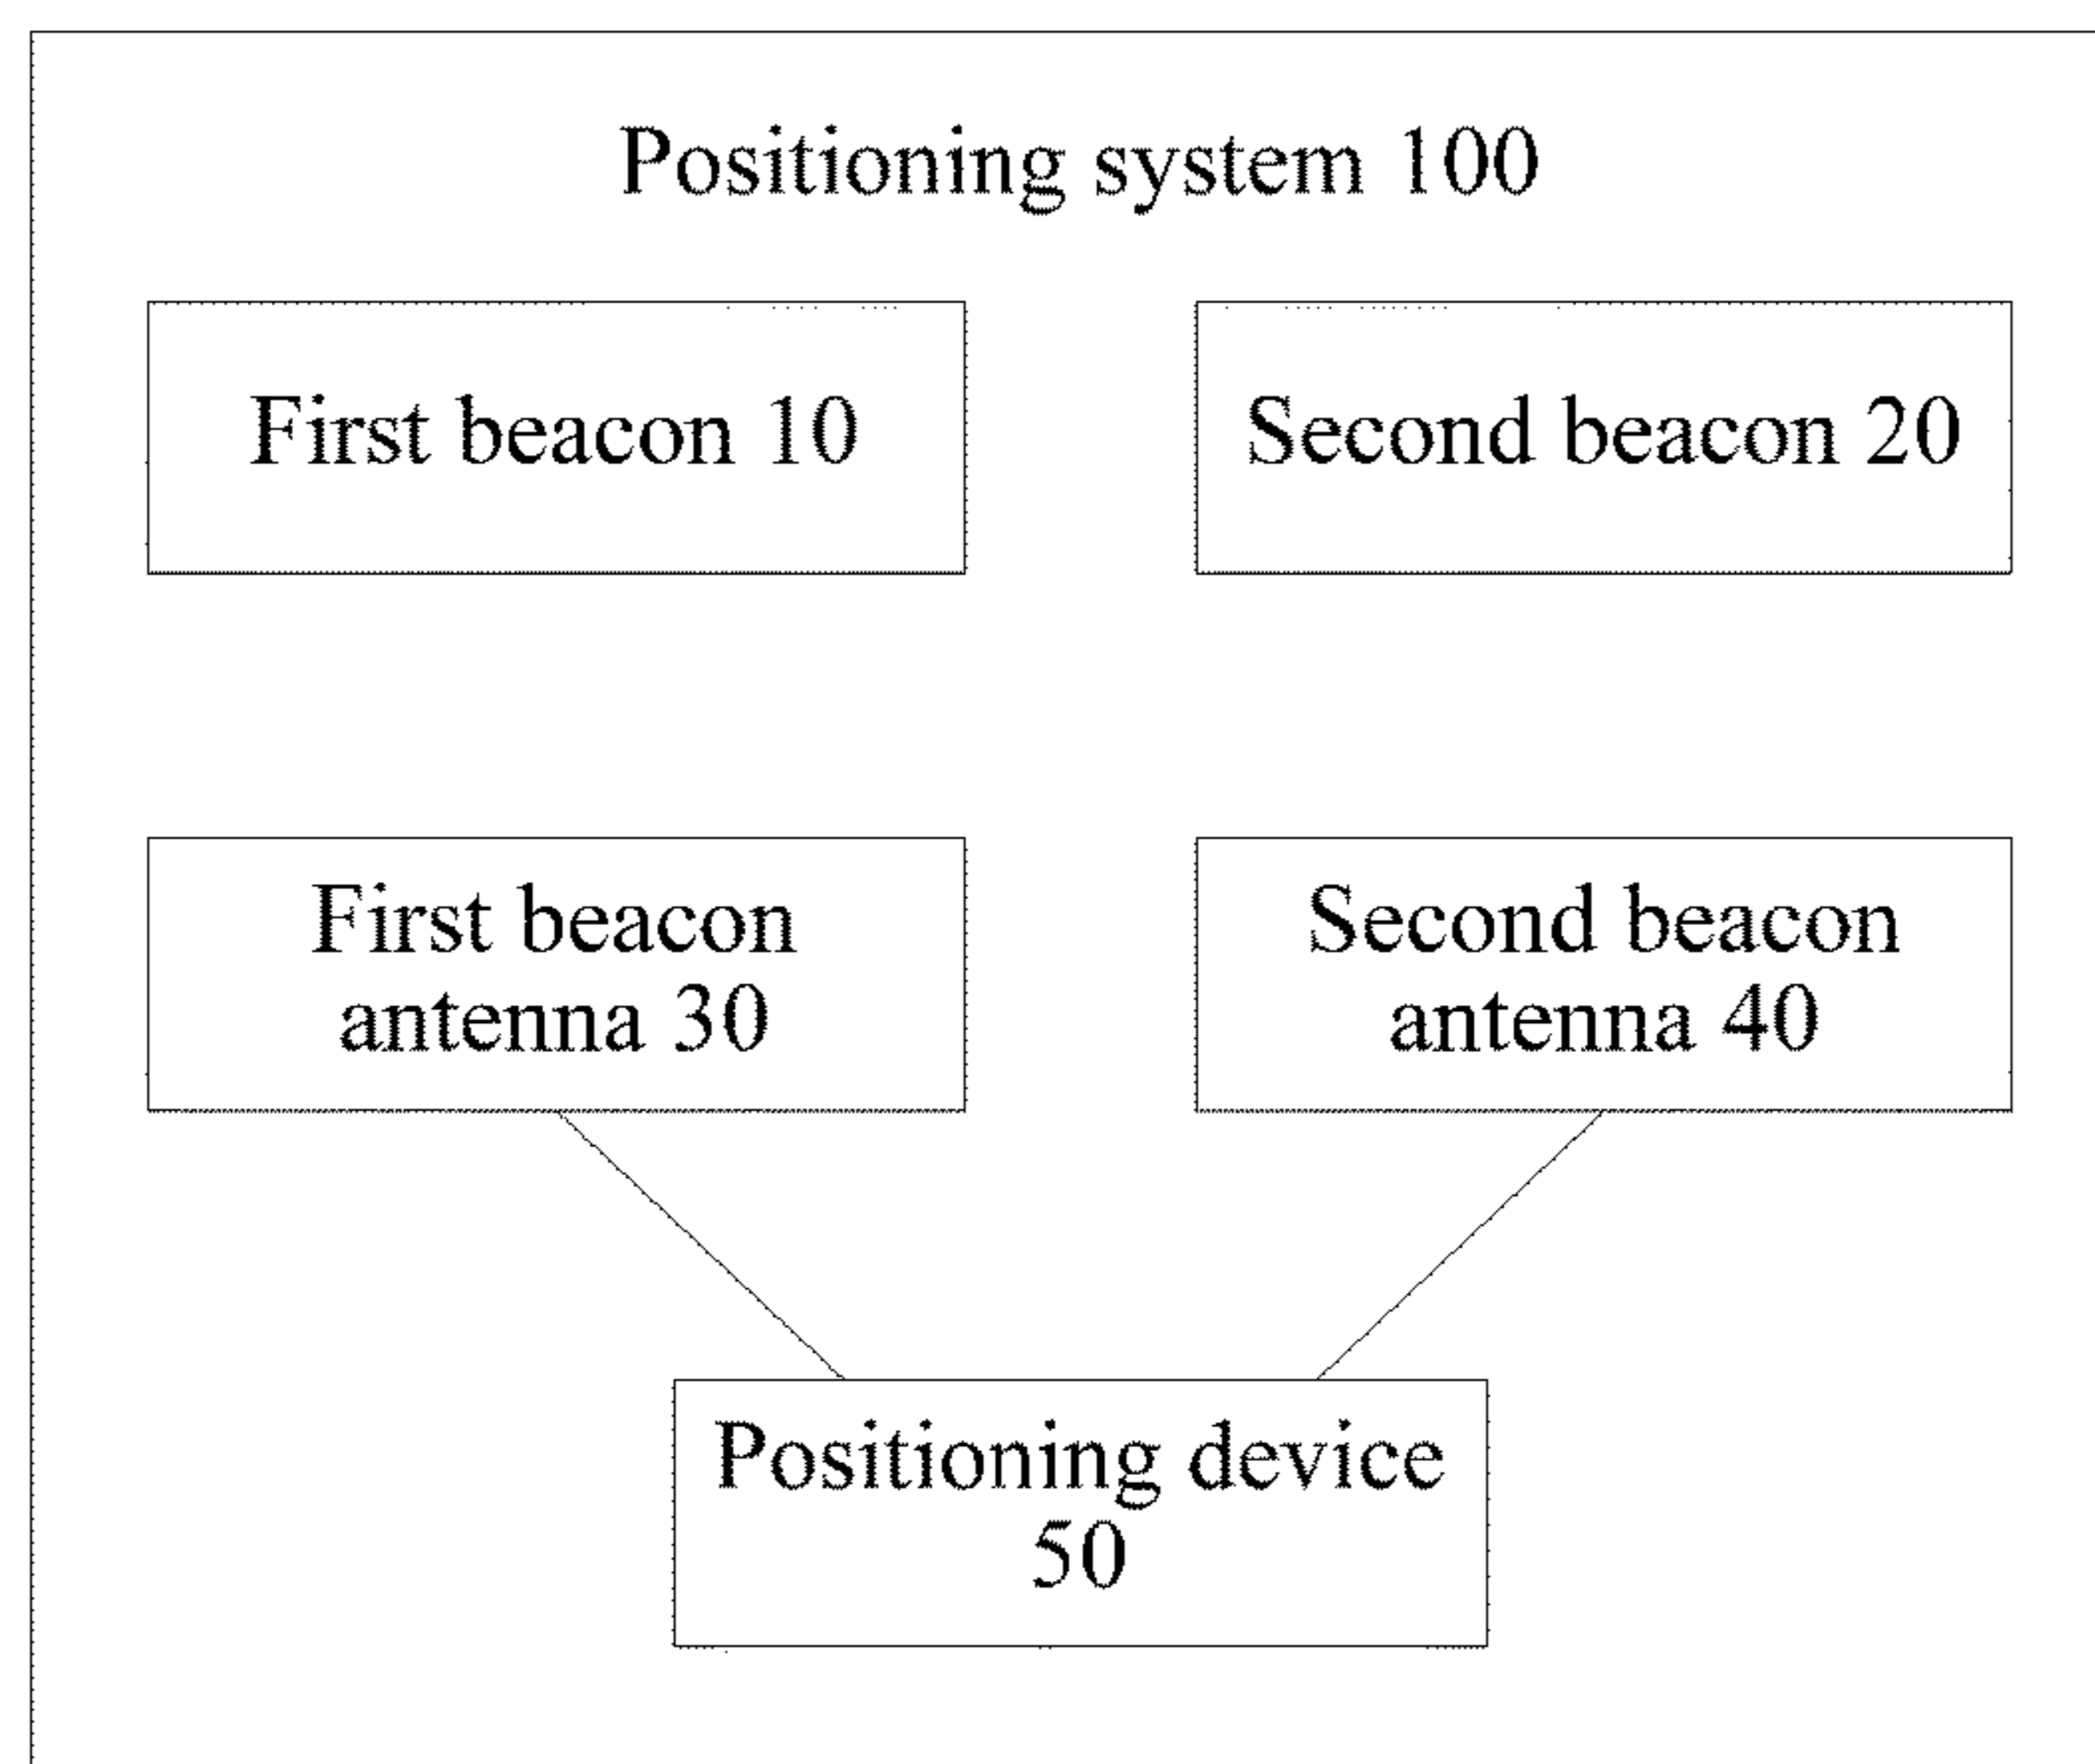 Positioning system 100
First beacon 10
Second beacon 20
First beacon
antenna 30
Second beacon
antenna 40
Positioning device
50